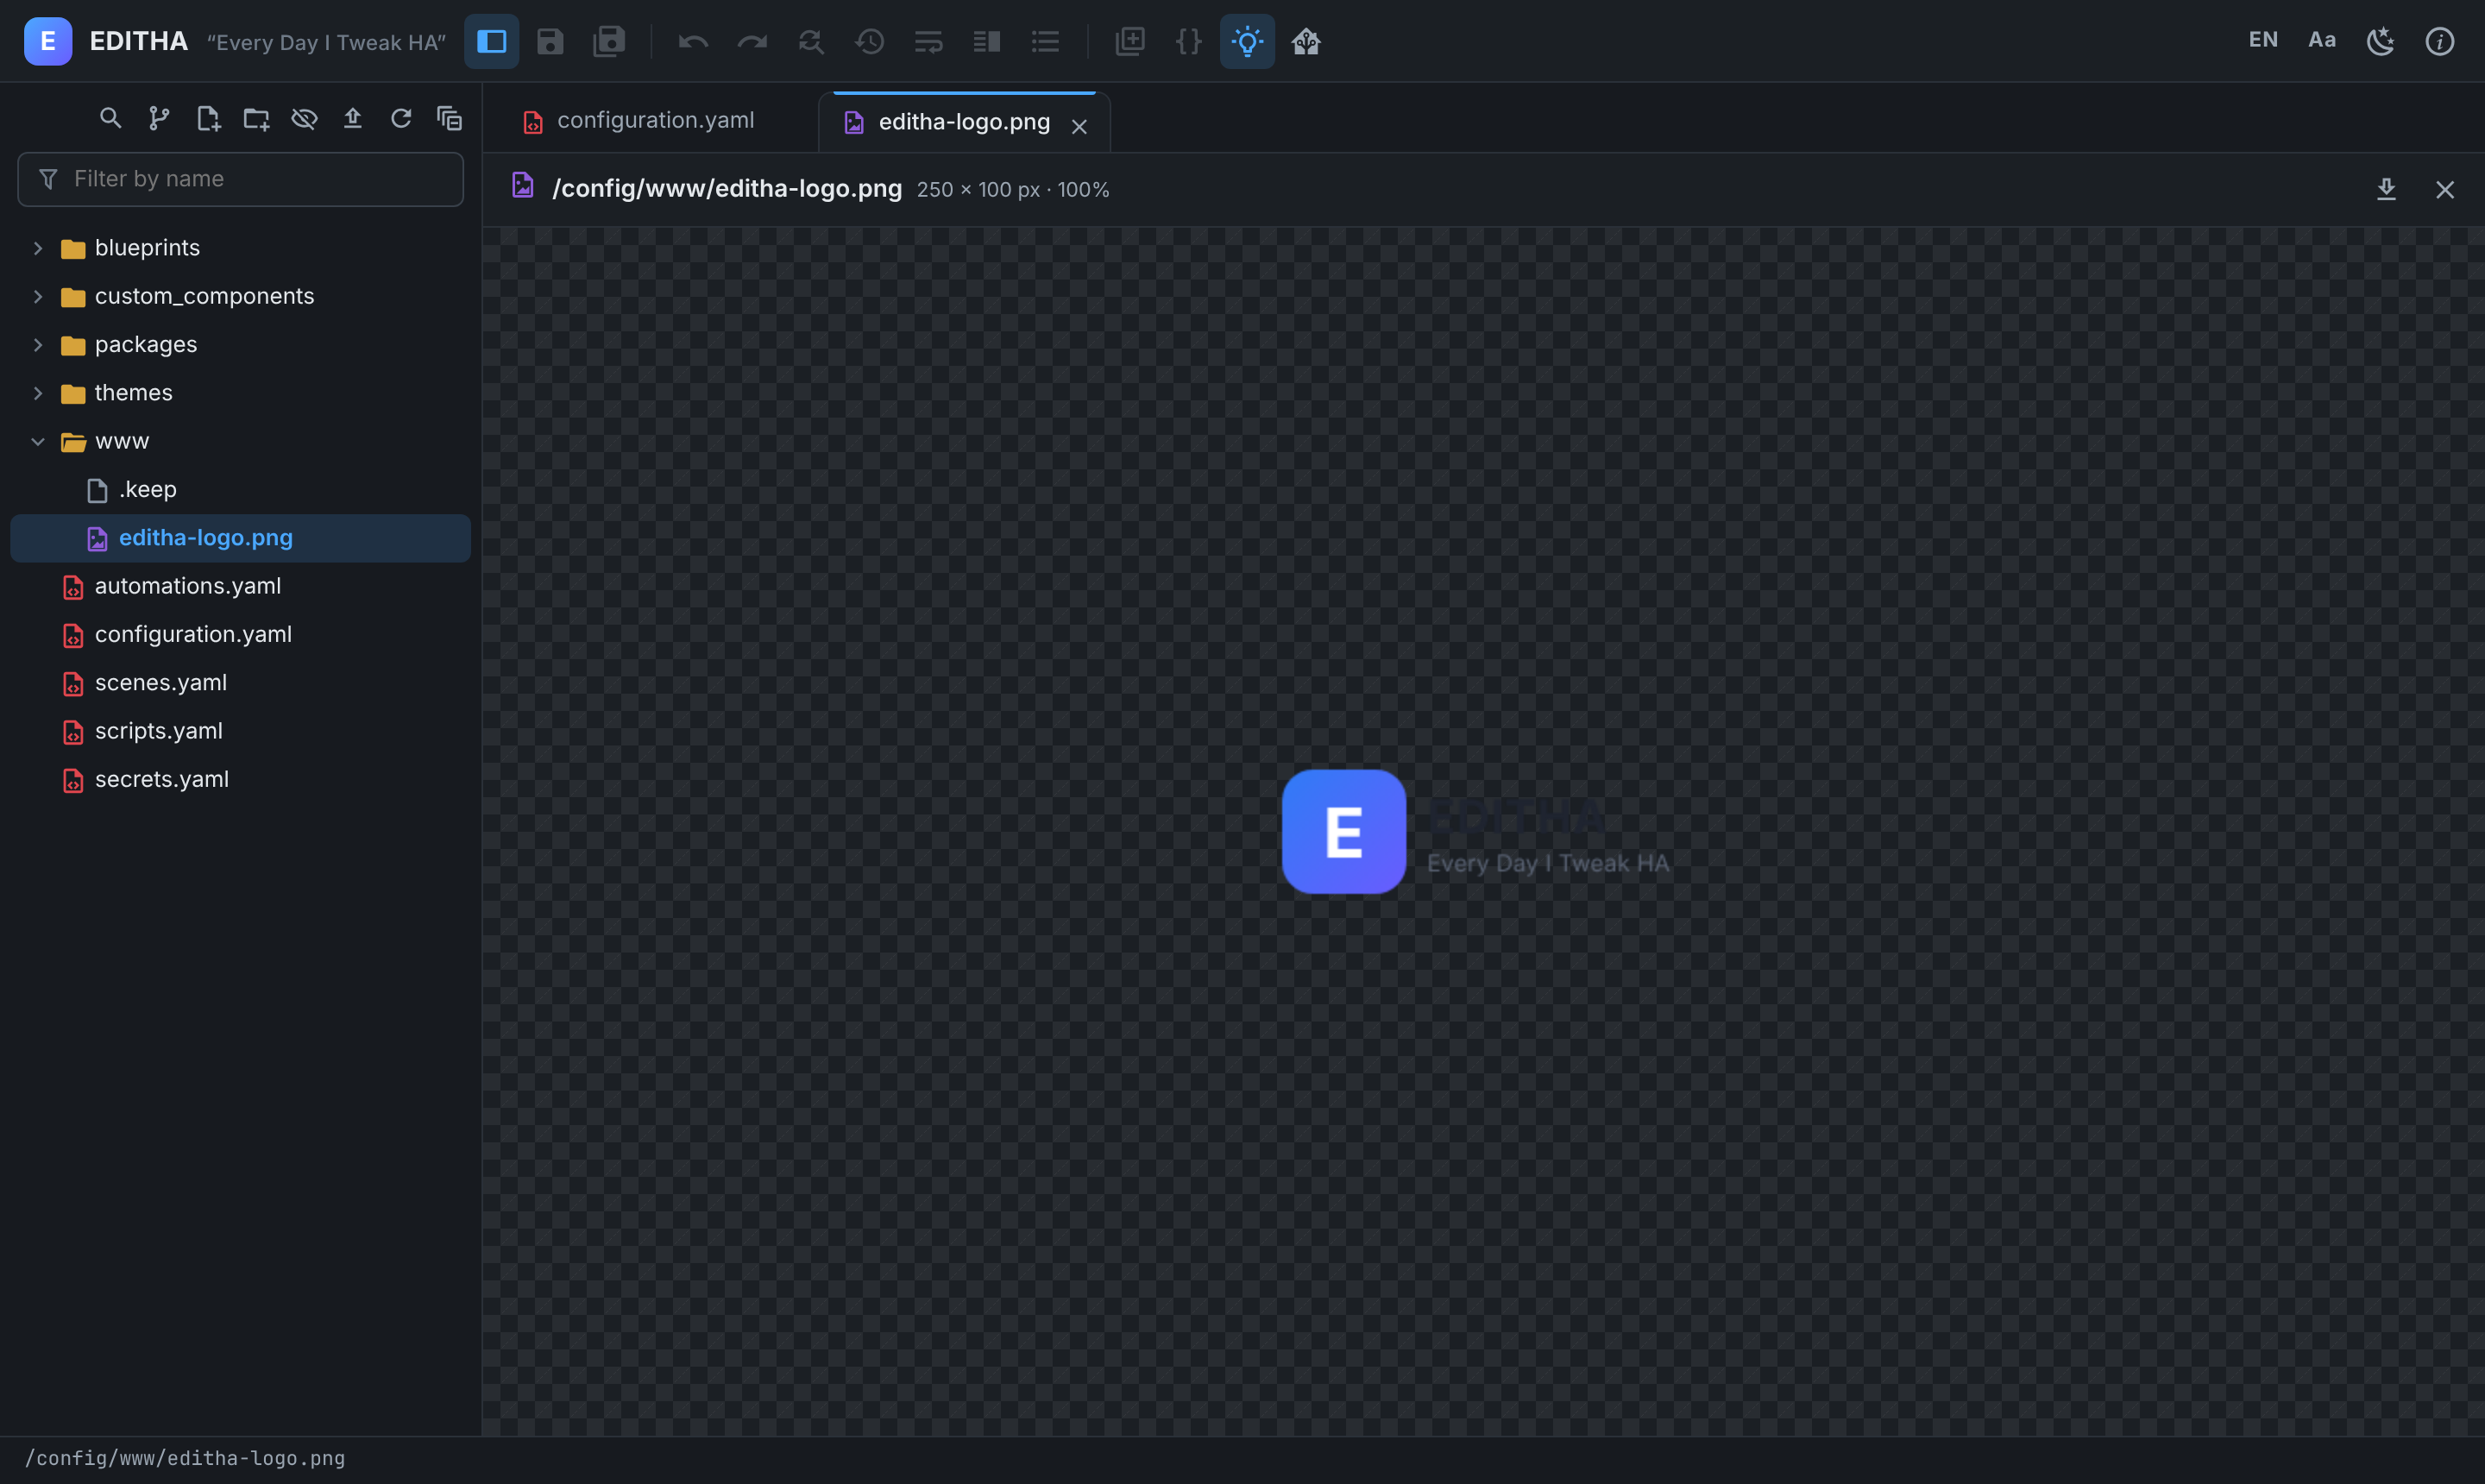 E EDITHA “Every Day I Tweak HA” EN Aa
configuration.yaml editha-logo.png
Filter by name
/config/www/editha-logo.png 250 × 100 px · 100%
blueprints
custom_components
packages
themes
www
.keep
editha-logo.png
automations.yaml
configuration.yaml
scenes.yaml
scripts.yaml
secrets.yaml
E
EDITHA
Every Day I Tweak HA
/config/www/editha-logo.png